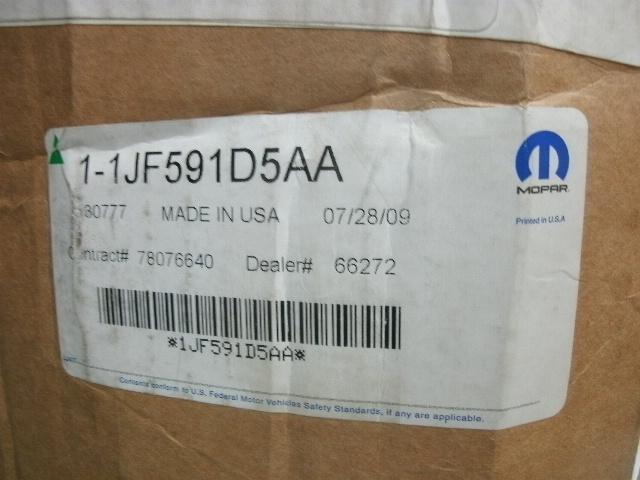 1-1JF591D5AA
MOPAR
30777 MADE IN USA 07/28/09
Printed in U.S.A
Contract# 78076640 Dealer# 66272
*1JF591D5AA*
Contents conform to U.S. Federal Motor Vehicles Safety Standards, if any are applicable.